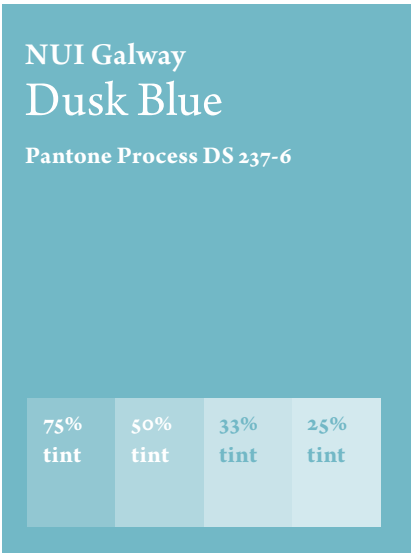 NUI Galway
Dusk Blue
Pantone Process DS 237-6
75% tint
50% tint
33% tint
25% tint